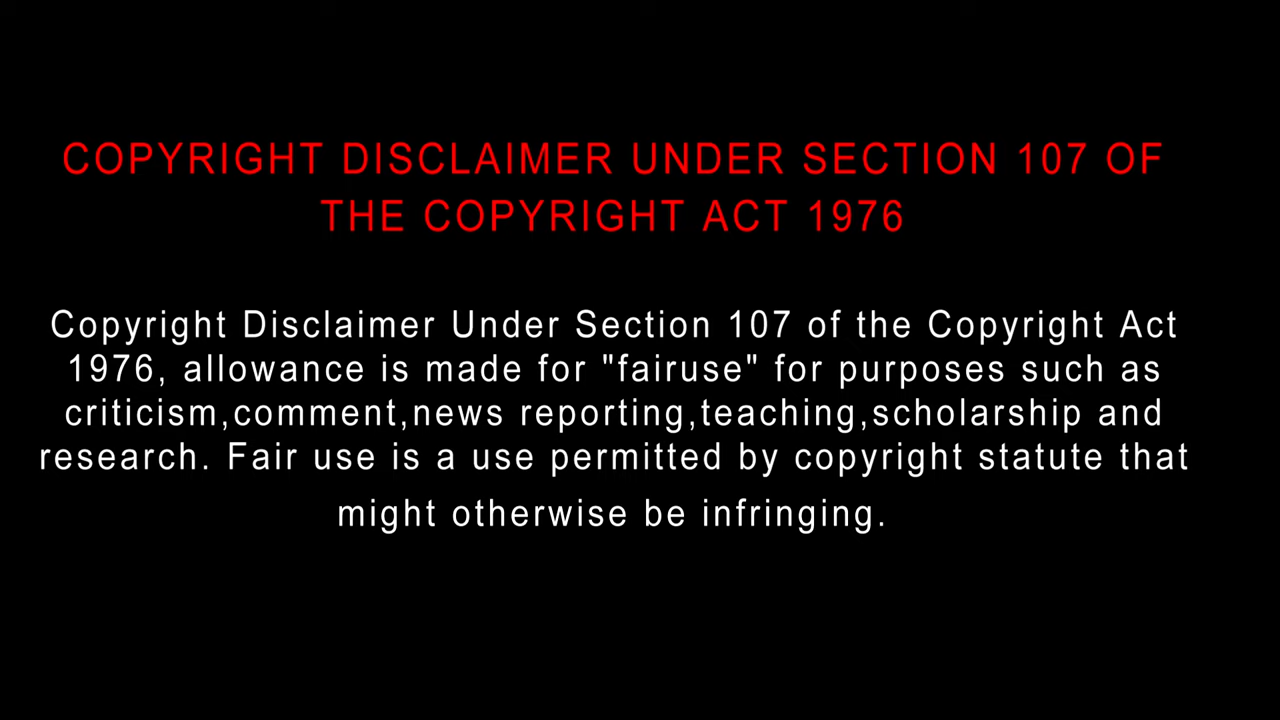 COPYRIGHT DISCLAIMER UNDER SECTION 107 OF
THE COPYRIGHT ACT 1976
Copyright Disclaimer Under Section 107 of the Copyright Act
1976, allowance is made for "fairuse" for purposes such as
criticism,comment,news reporting,teaching,scholarship and
research. Fair use is a use permitted by copyright statute that
might otherwise be infringing.